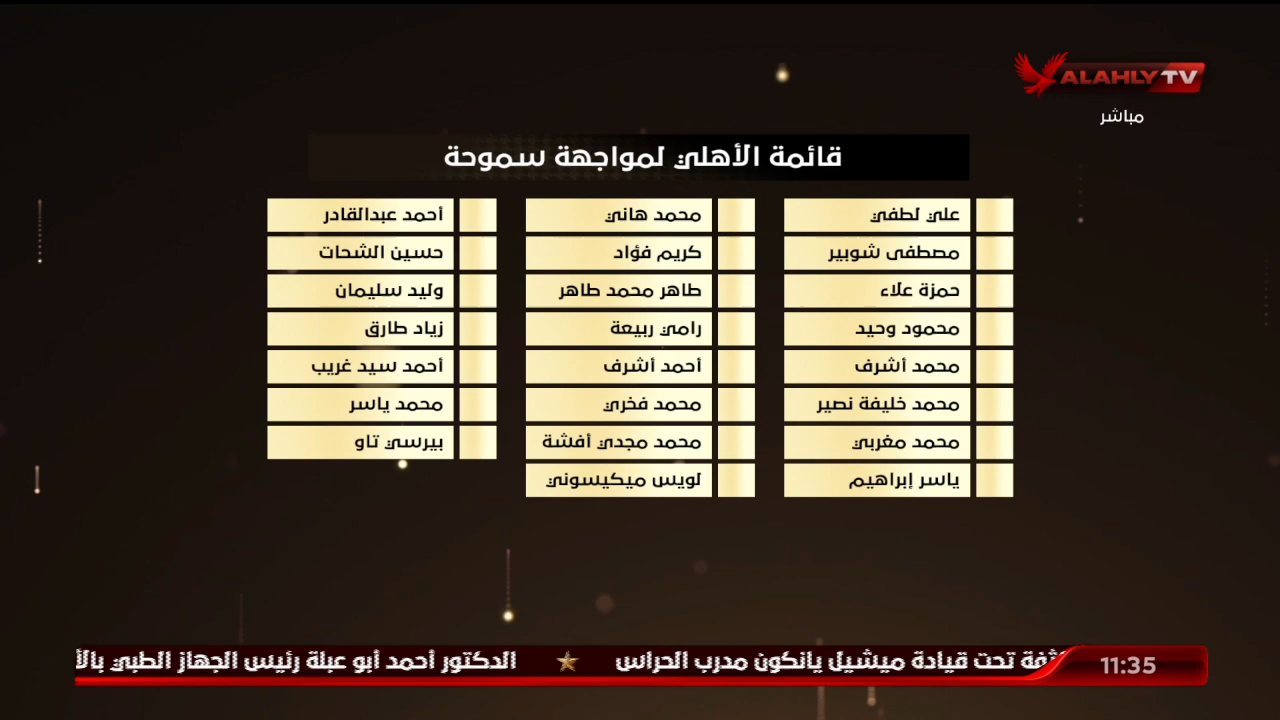 ALAHLY TV
مباشر
قائمة الأهلي لمواجهة سموحة
علي لطفي
مصطفى شوبير
حمزة علاء
محمود وحيد
محمد أشرف
محمد خليفة نصير
محمد مغربي
ياسر إبراهيم
محمد هاني
كريم فؤاد
طاهر محمد طاهر
رامي ربيعة
أحمد أشرف
محمد فخري
محمد مجدي أفشة
لويس ميكيسوني
أحمد عبدالقادر
حسين الشحات
وليد سليمان
زياد طارق
أحمد سيد غريب
محمد ياسر
بيرسي تاو
11:35 تحت قيادة ميشيل يانكون مدرب الحراس الدكتور أحمد أبو عبلة رئيس الجهاز الطبي